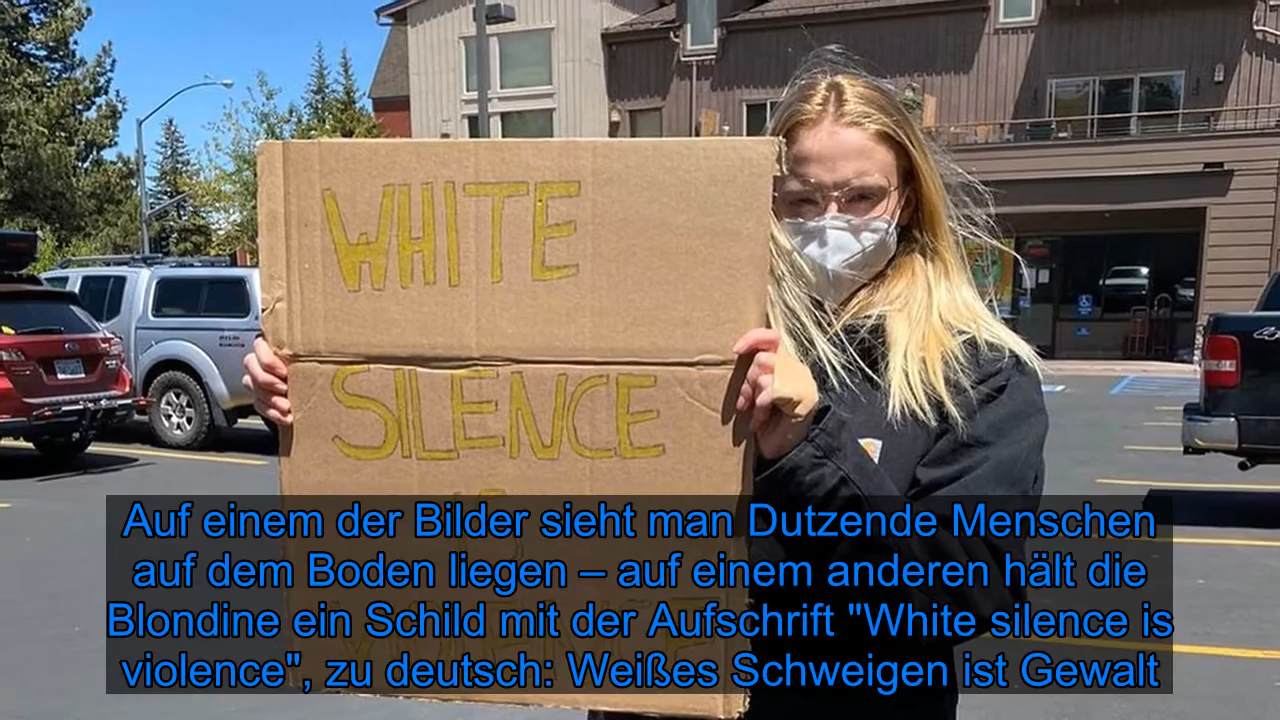 WHITE
SILENCE
Auf einem der Bilder sieht man Dutzende Menschen
auf dem Boden liegen – auf einem anderen hält die
Blondine ein Schild mit der Aufschrift "White silence is
violence", zu deutsch: Weißes Schweigen ist Gewalt